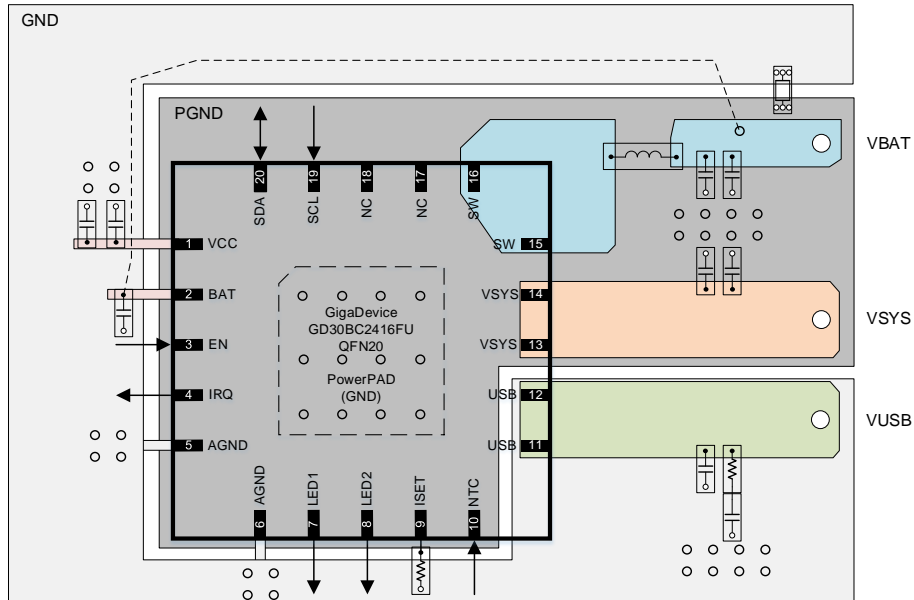 GND
PGND
VBAT
20
19
18
17
16
SDA
SCL
NC
NC
SW
1
VCC
SW
15
2
BAT
VSYS
14
GigaDevice
GD30BC2416FU
QFN20
PowerPAD
(GND)
VSYS
3
EN
VSYS
13
4
IRQ
USB
12
VUSB
5
AGND
USB
11
AGND
LED1
LED2
ISET
NTC
6
7
8
9
10